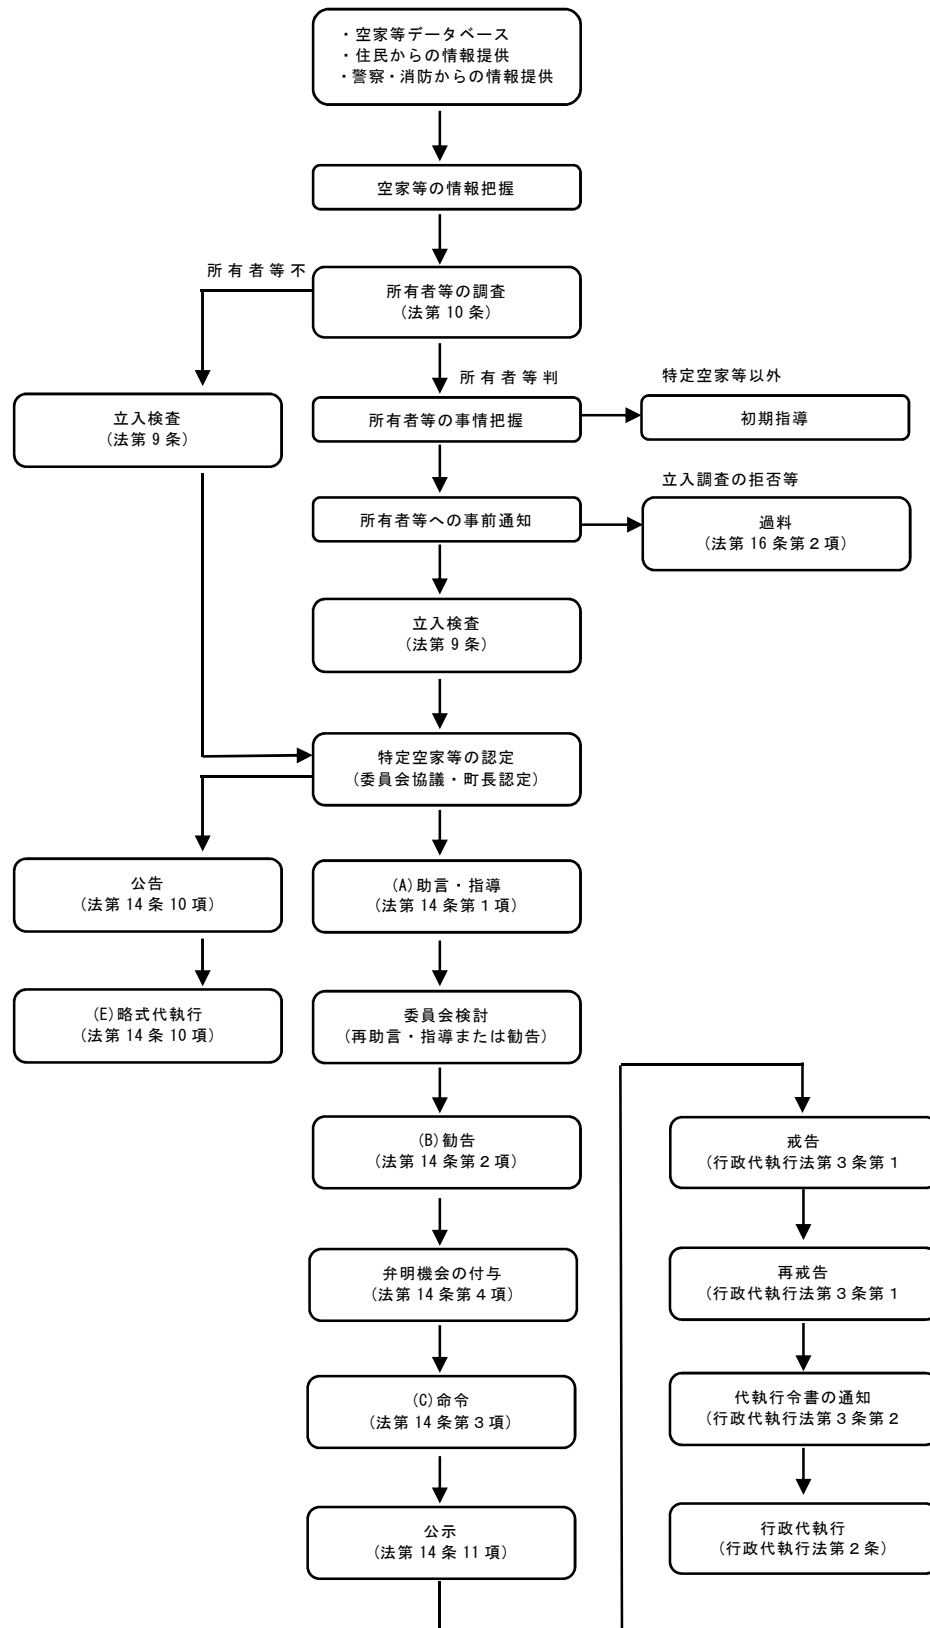 ・空家等データベース
・住民からの情報提供
・警察・消防からの情報提供
空家等の情報把握
所有者等不
所有者等の調査
(法第10条)
所有者等判
特定空家等以外
立入検査
(法第9条)
所有者等の事情把握
初期指導
立入調査の拒否等
所有者等への事前通知
過料
(法第16条第2項)
立入検査
(法第9条)
特定空家等の認定
(委員会協議・町長認定)
公告
(法第14条10項)
(A)助言・指導
(法第14条第1項)
(E)略式代執行
(法第14条10項)
委員会検討
(再助言・指導または勧告)
(B)勧告
(法第14条第2項)
戒告
(行政代執行法第3条第1
弁明機会の付与
(法第14条第4項)
再戒告
(行政代執行法第3条第1
(C)命令
(法第14条第3項)
代執行令書の通知
(行政代執行法第3条第2
公示
(法第14条11項)
行政代執行
(行政代執行法第2条)